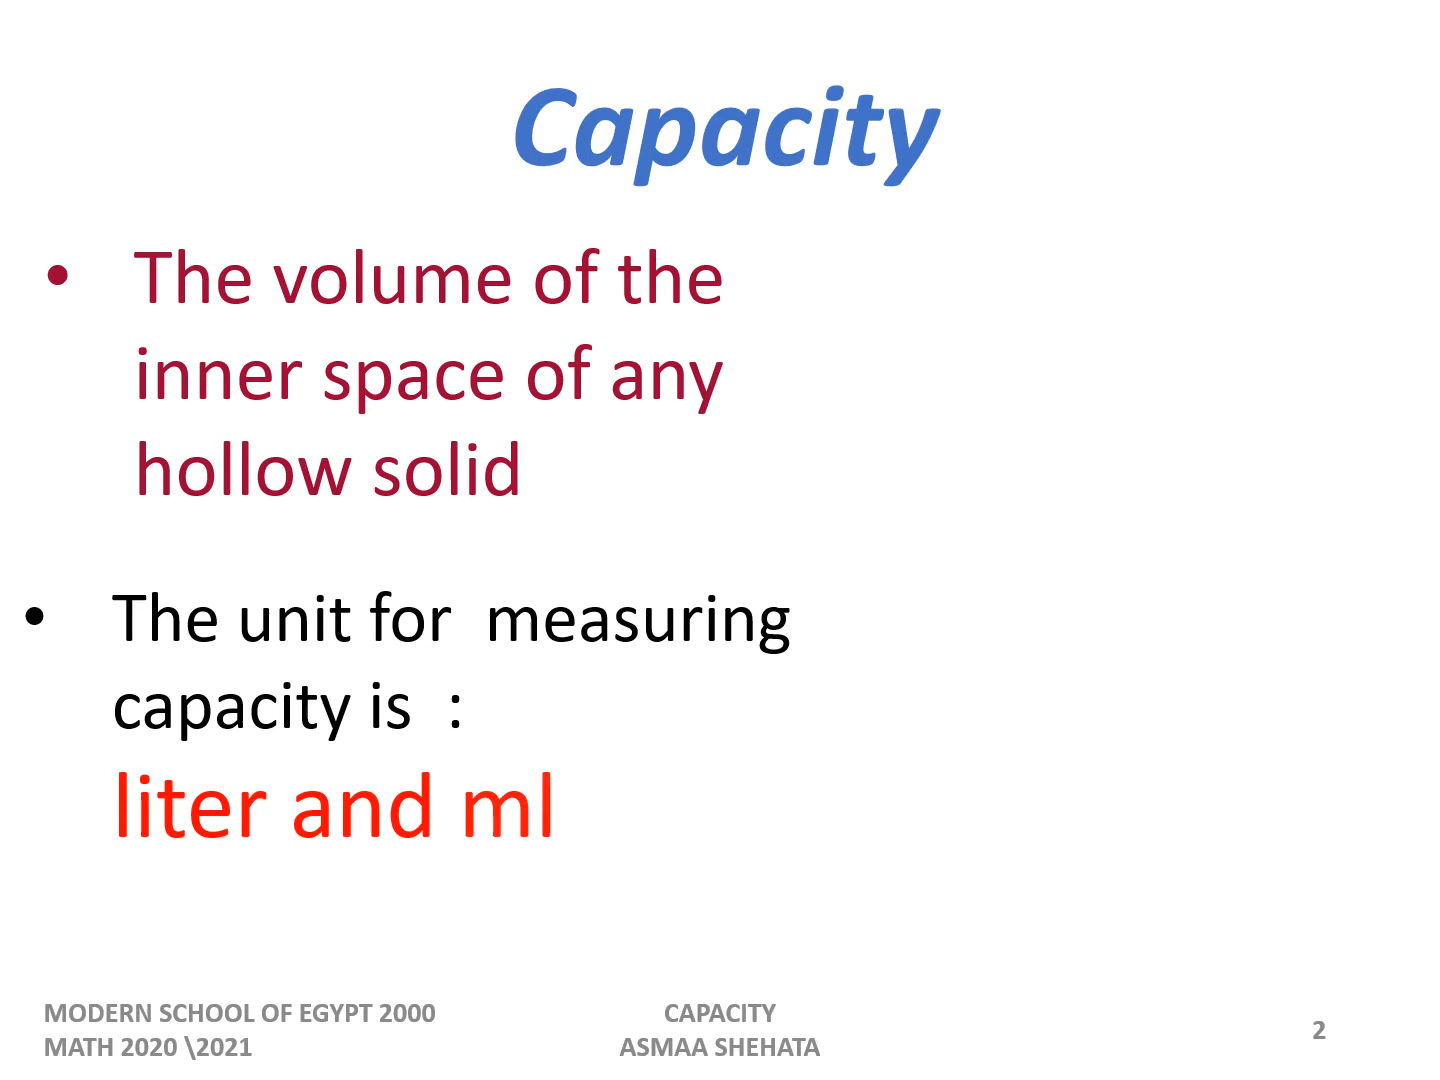 Capacity
• The volume of the
inner space of any
hollow solid
• The unit for  measuring
capacity is  :
liter and ml
MODERN SCHOOL OF EGYPT 2000
MATH 2020 \2021
CAPACITY
ASMAA SHEHATA
2